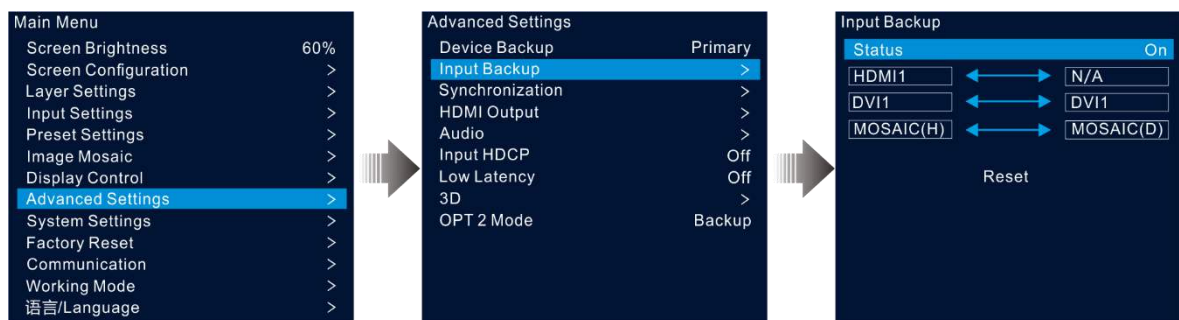 Main Menu
Screen Brightness 60%
Screen Configuration >
Layer Settings >
Input Settings >
Preset Settings >
Image Mosaic >
Display Control >
Advanced Settings >
System Settings >
Factory Reset >
Communication >
Working Mode >
语言/Language >
Advanced Settings
Device Backup Primary
Input Backup >
Synchronization >
HDMI Output >
Audio >
Input HDCP Off
Low Latency Off
3D >
OPT 2 Mode Backup
Input Backup
Status On
HDMI1 N/A
DVI1 DVI1
MOSAIC(H) MOSAIC(D)
Reset